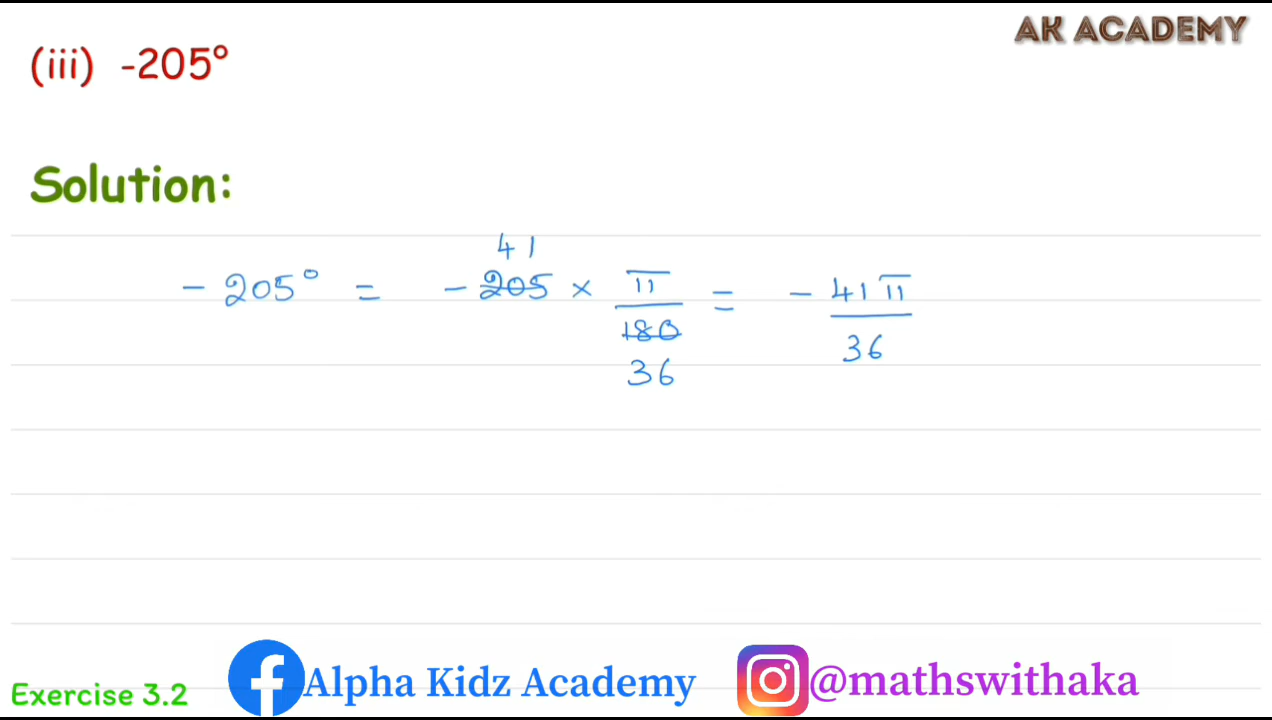 AK ACADEMY
(iii) -205°
Solution:
41
- 205° = - 205 × π/180 = - 41π/36
36
Exercise 3.2
Alpha Kidz Academy
@mathswithaka